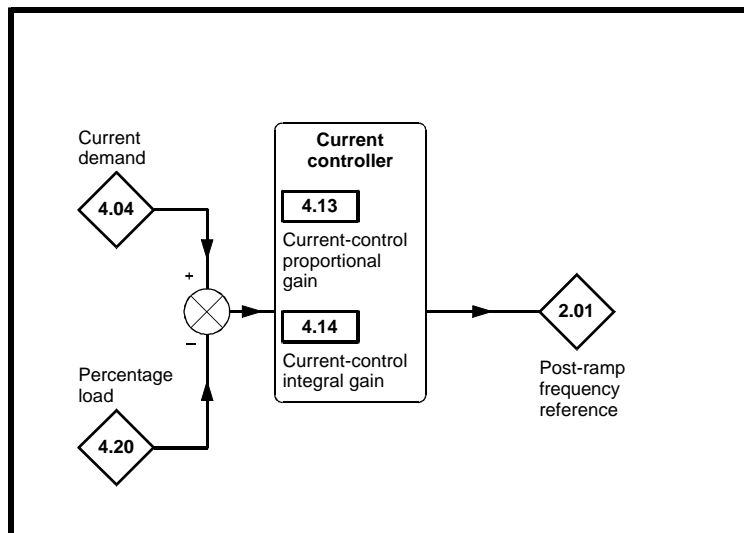 Current
demand
4.04
+
−
Percentage
load
4.20
Current
controller
4.13
Current-control
proportional
gain
4.14
Current-control
integral gain
2.01
Post-ramp
frequency
reference